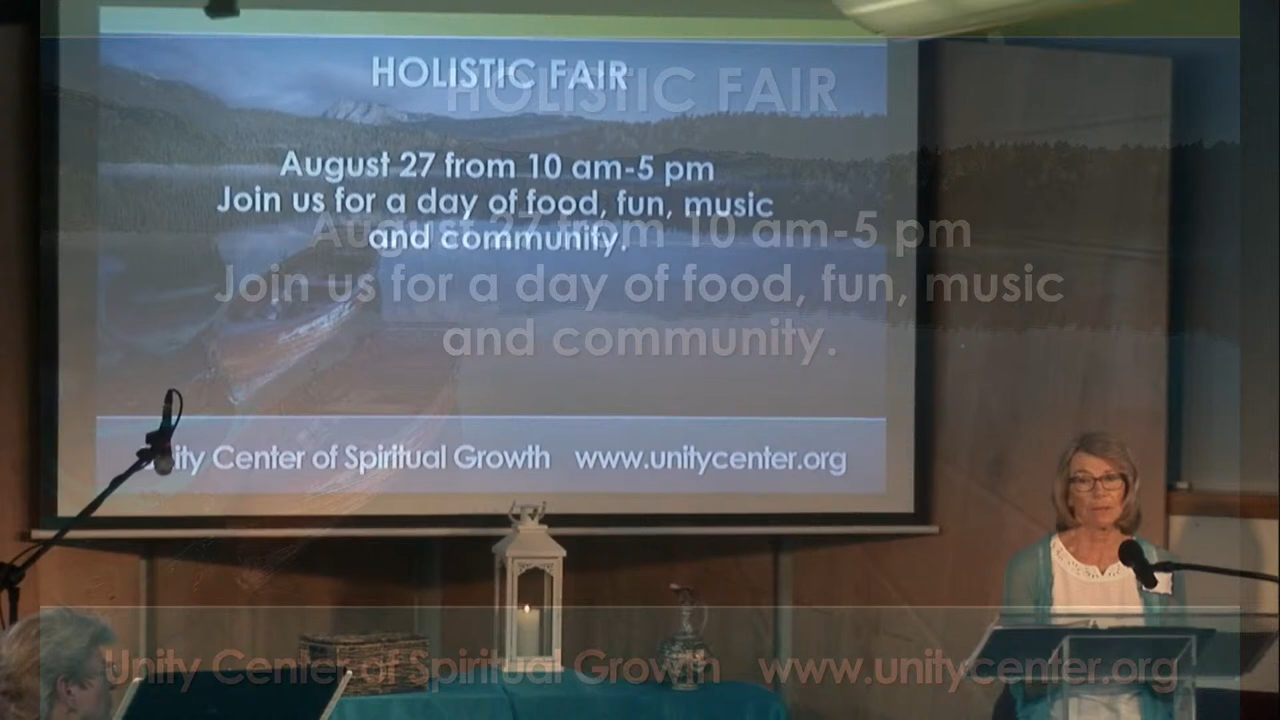 HOLISTIC FAIR
August 27 from 10 am-5 pm
Join us for a day of food, fun, music
and community.
ity Center of Spiritual Growth www.unitycenter.org
HOLISTIC FAIR
August 27 from 10 am-5 pm
Join us for a day of food, fun, music
and community.
Unity Center of Spiritual Growth www.unitycenter.org